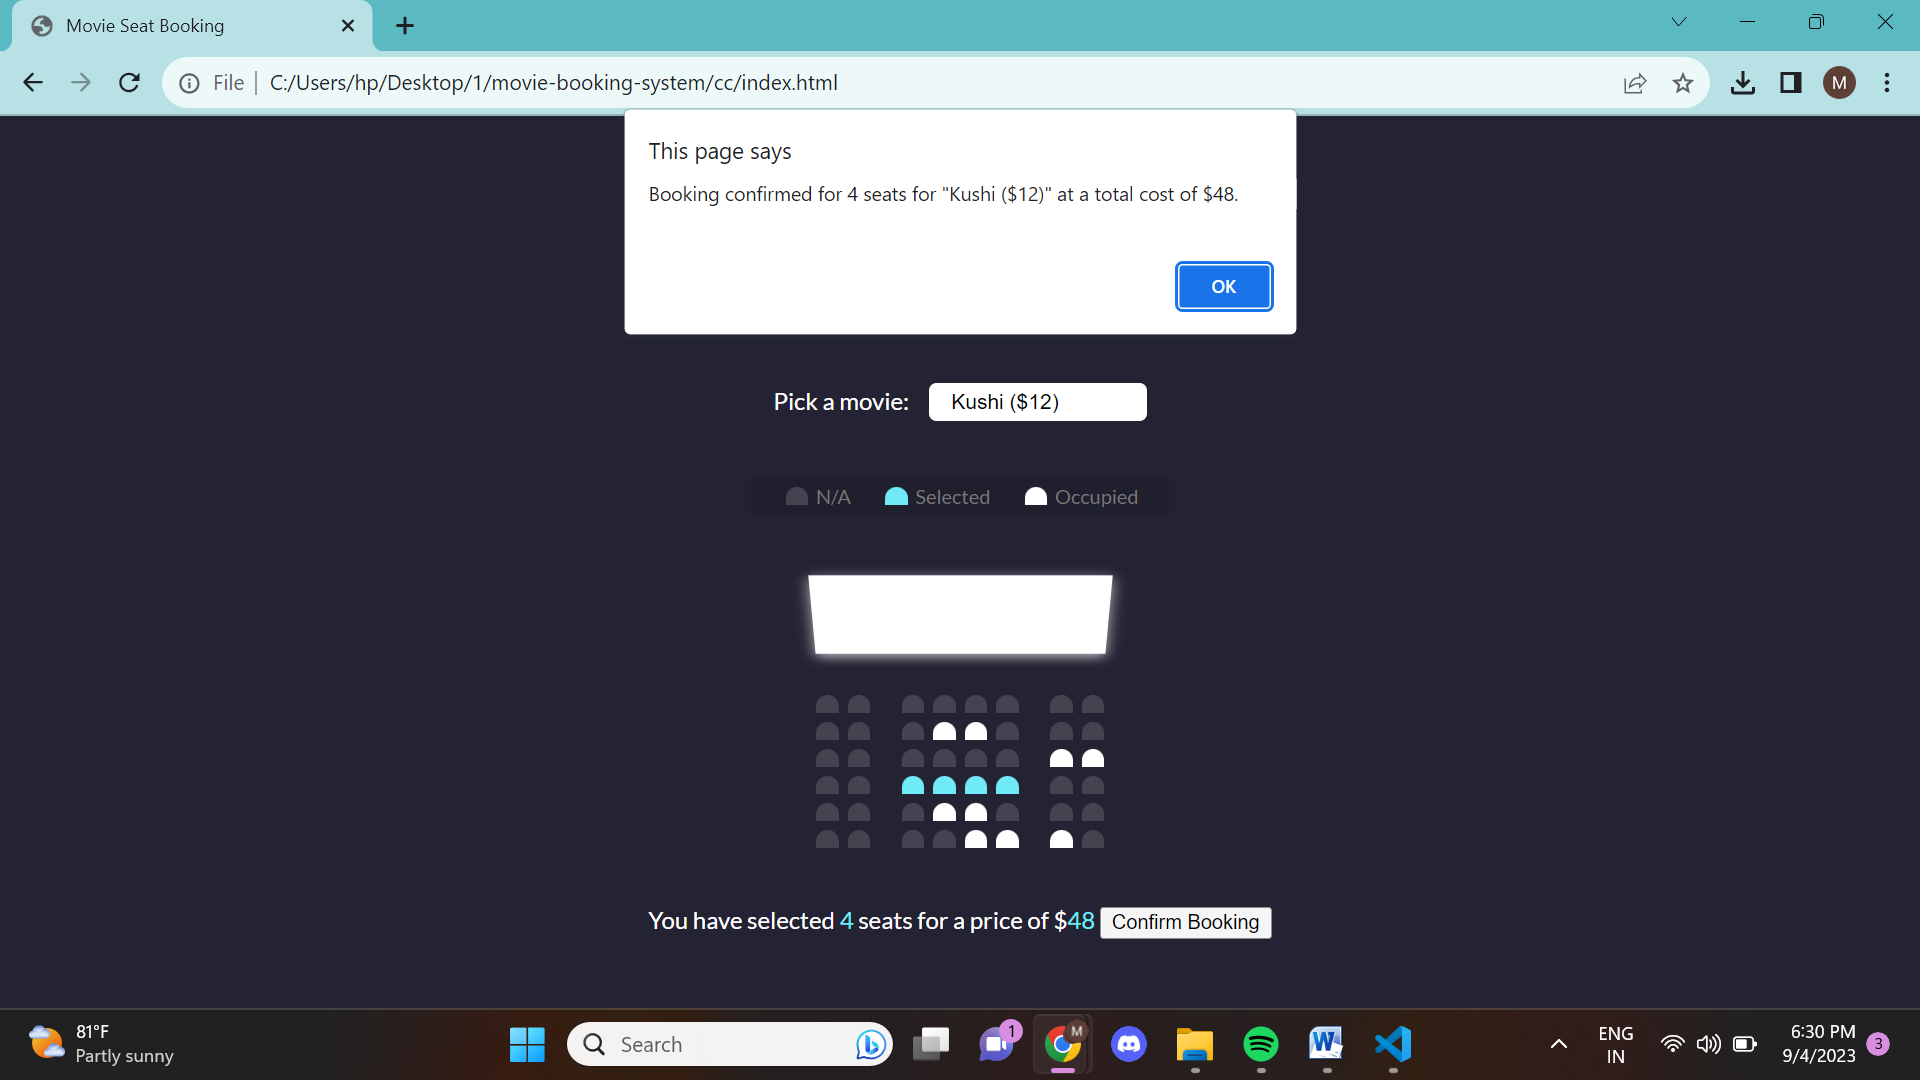 Movie Seat Booking
File
C:/Users/hp/Desktop/1/movie-booking-system/cc/index.html
M
This page says
Booking confirmed for 4 seats for "Kushi ($12)" at a total cost of $48.
OK
Pick a movie: Kushi ($12)
N/A Selected Occupied
You have selected 4 seats for a price of $48 Confirm Booking
81°F
Partly sunny
Search
1
M
W
ENG
IN
6:30 PM
9/4/2023
3